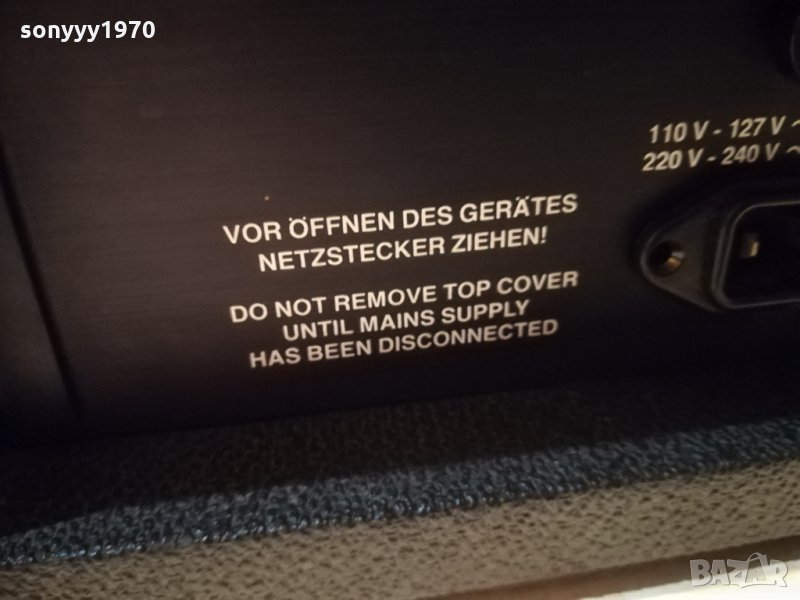 sonyyy1970
110 V - 127 V ~
220 V - 240 V ~
VOR ÖFFNEN DES GERÄTES
NETZSTECKER ZIEHEN!
DO NOT REMOVE TOP COVER
UNTIL MAINS SUPPLY
HAS BEEN DISCONNECTED
BAZAR